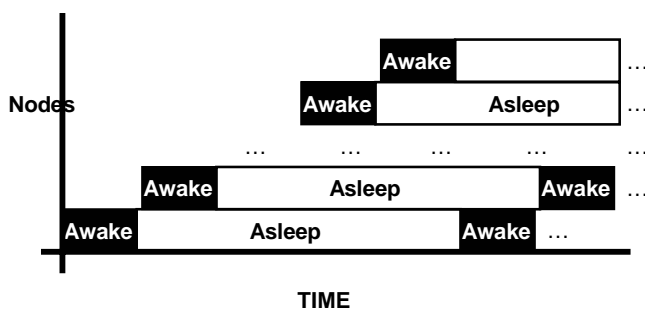 Awake …
Nodes Awake Asleep …
… … … … …
Awake Asleep Awake …
Awake Asleep Awake …
TIME